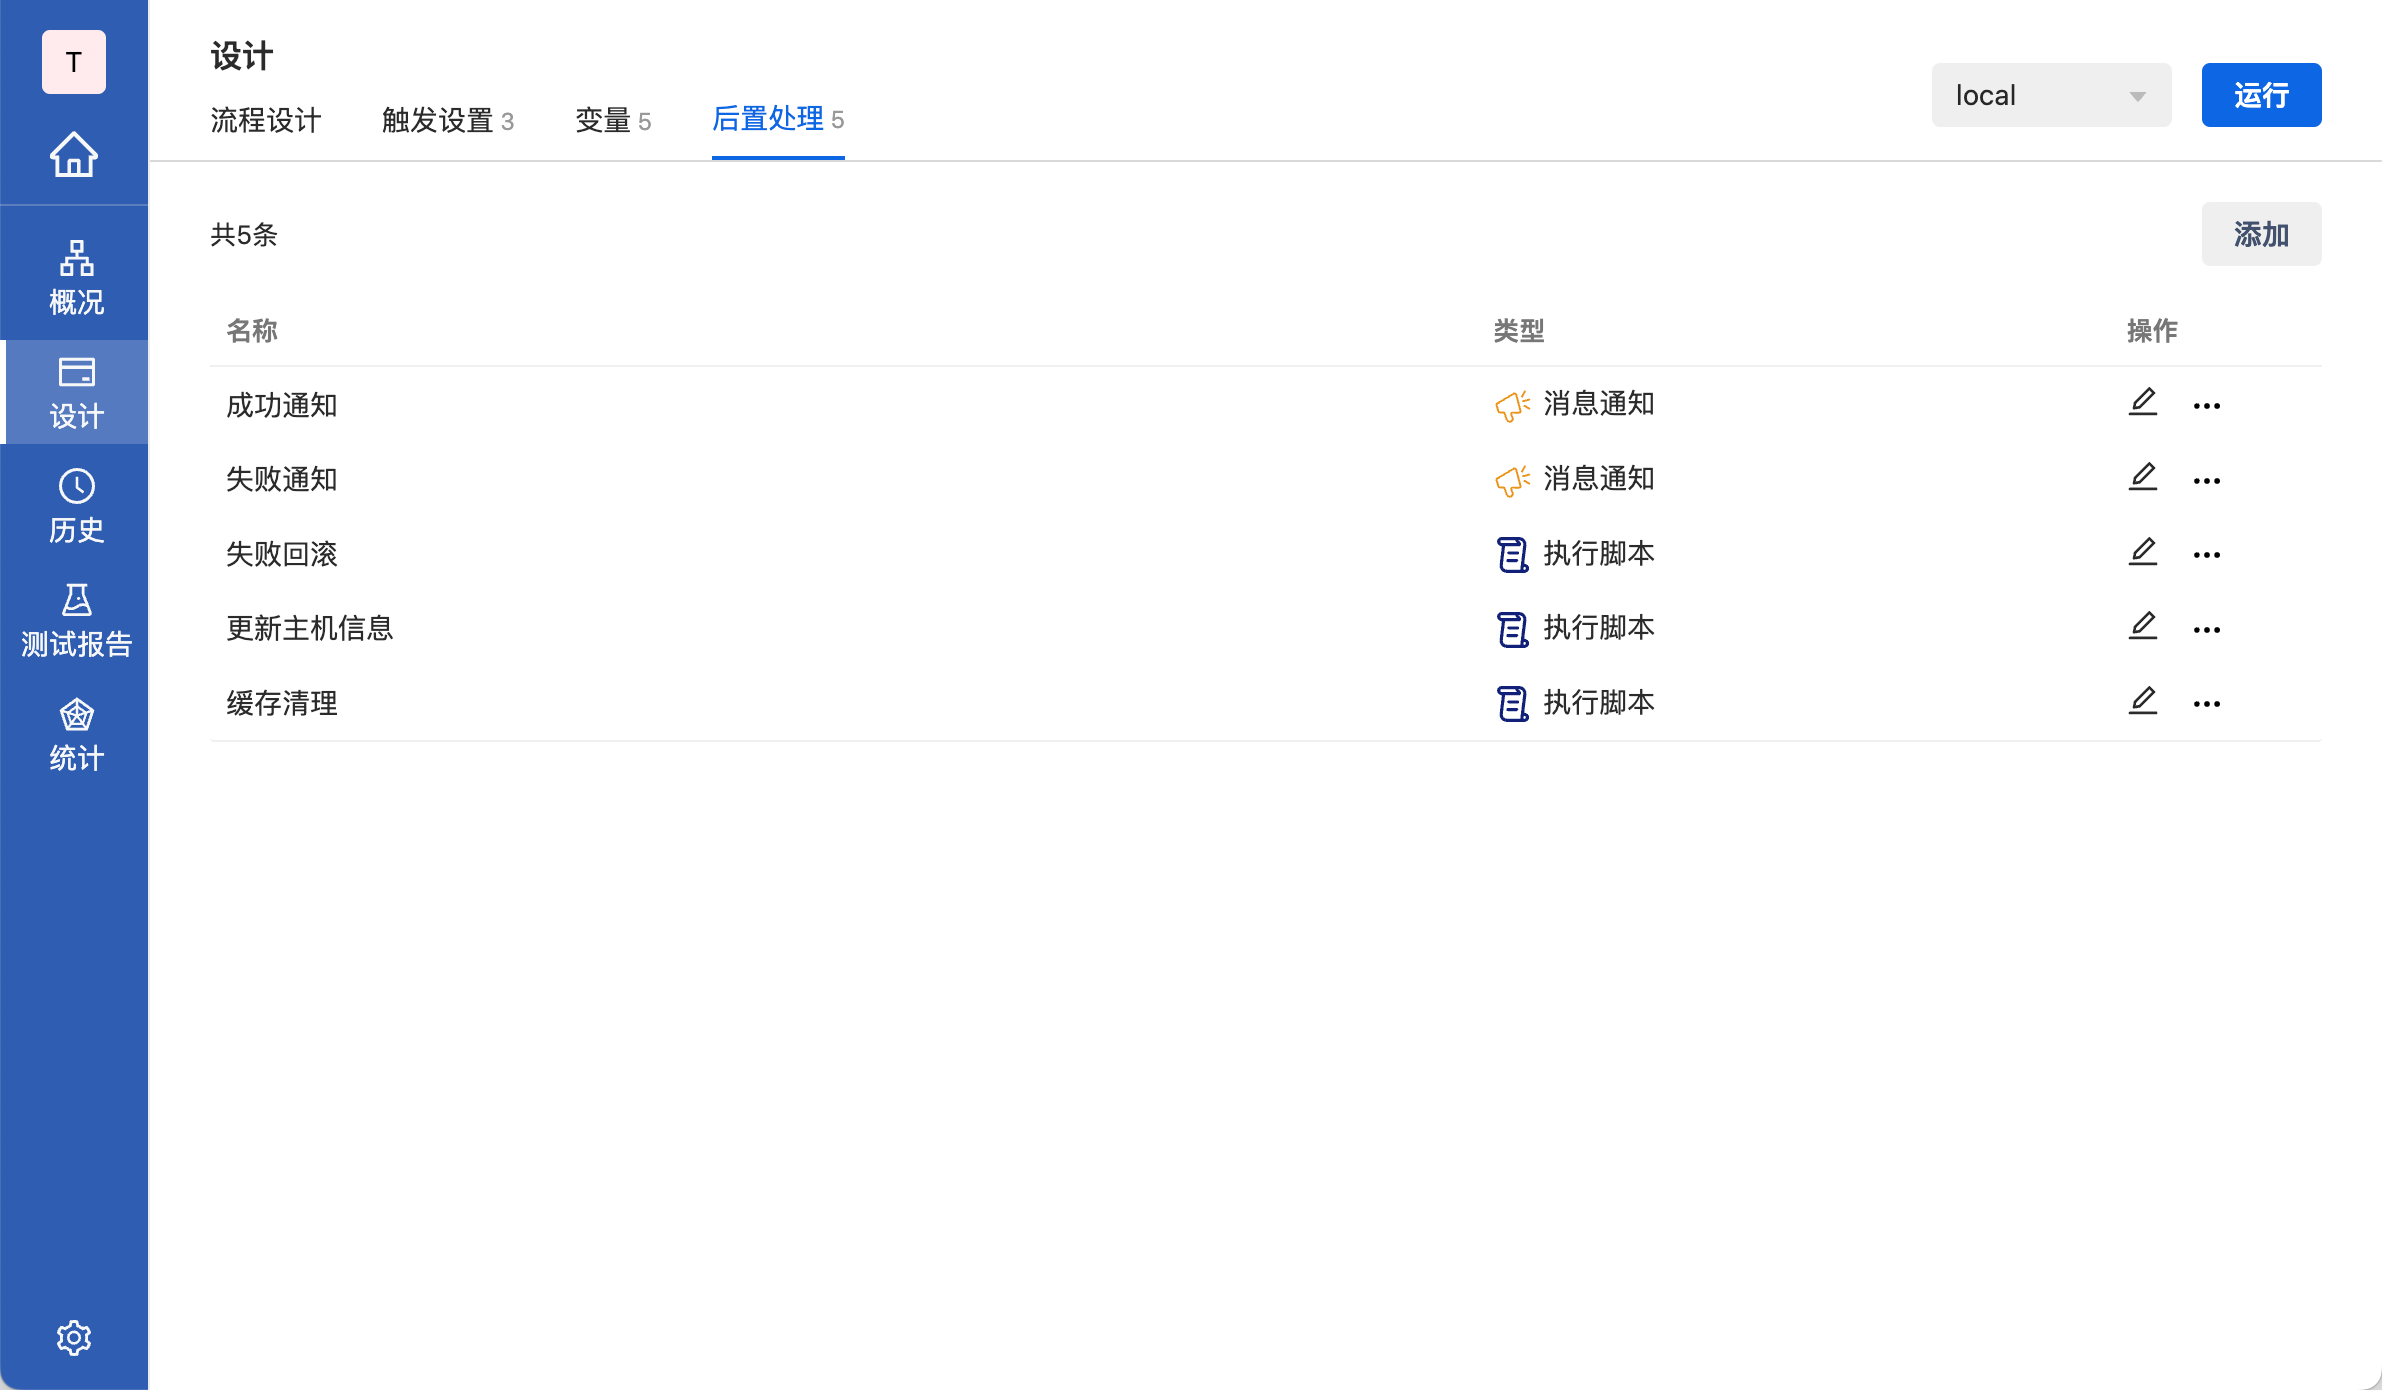 T
概况
设计
历史
测试报告
统计
设计
流程设计 触发设置 3 变量 5 后置处理 5
local 运行
共5条 添加
名称 类型 操作
成功通知 消息通知
失败通知 消息通知
失败回滚 执行脚本
更新主机信息 执行脚本
缓存清理 执行脚本